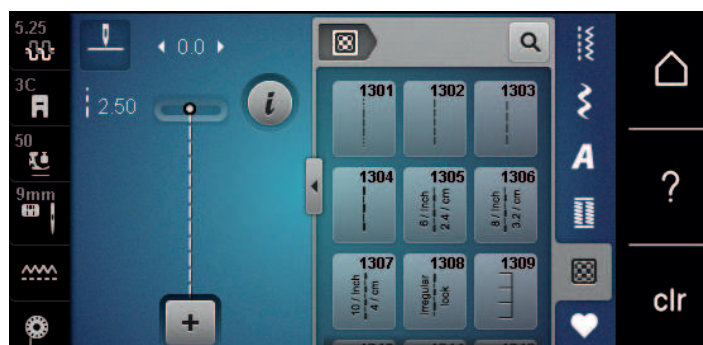 5.25
3C
50
9mm
0.0
2.50
i
+
1301
1302
1303
1304
1305
6 / Inch
2.4 / cm
1306
8 / Inch
3.2 / cm
1307
10 / Inch
4 / cm
1308
irregular
look
1309
A
?
clr